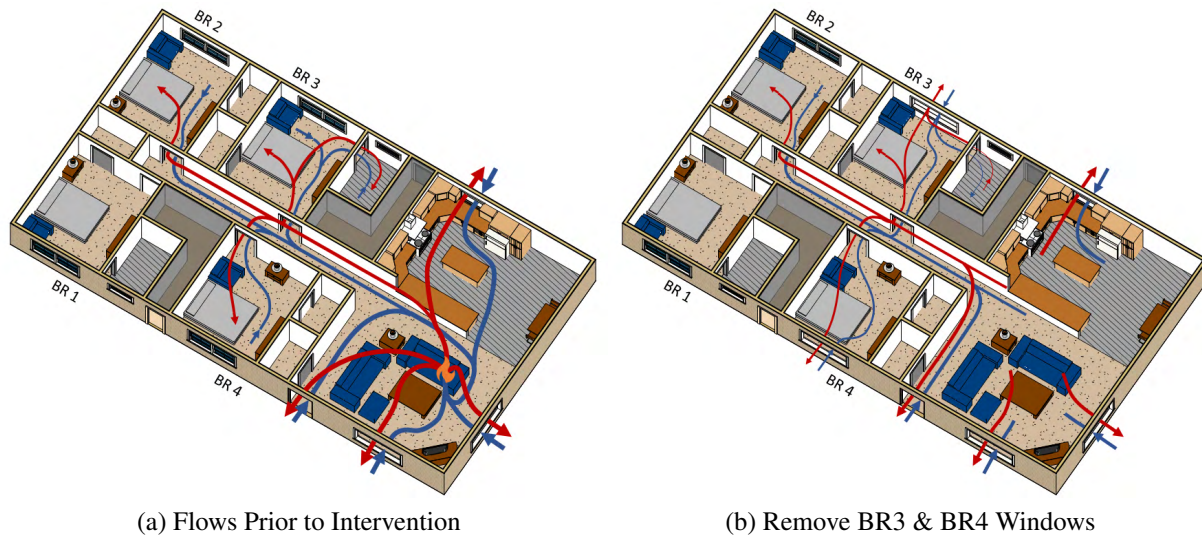 BR 2
BR 3
BR 1
BR 4
BR 2
BR 3
BR 1
BR 4
(a) Flows Prior to Intervention
(b) Remove BR3 & BR4 Windows